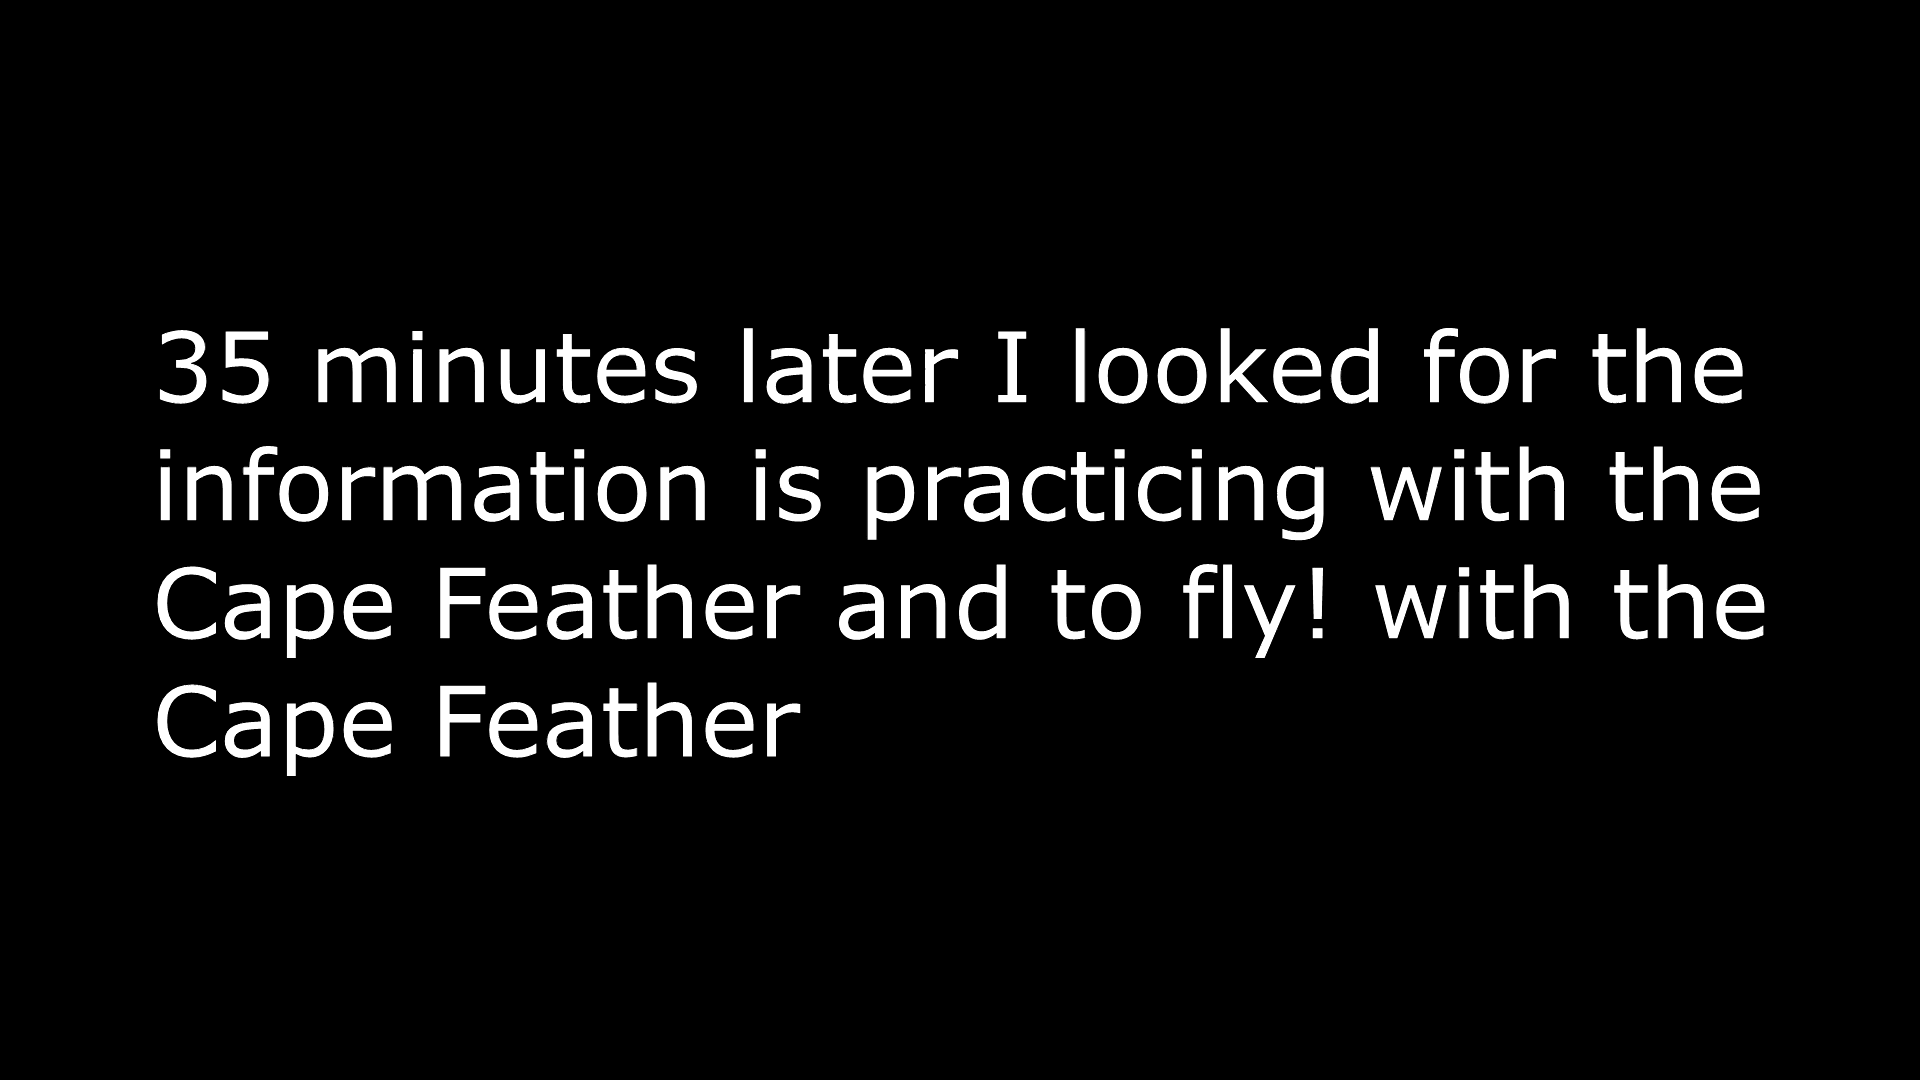 35 minutes later I looked for the
information is practicing with the
Cape Feather and to fly! with the
Cape Feather